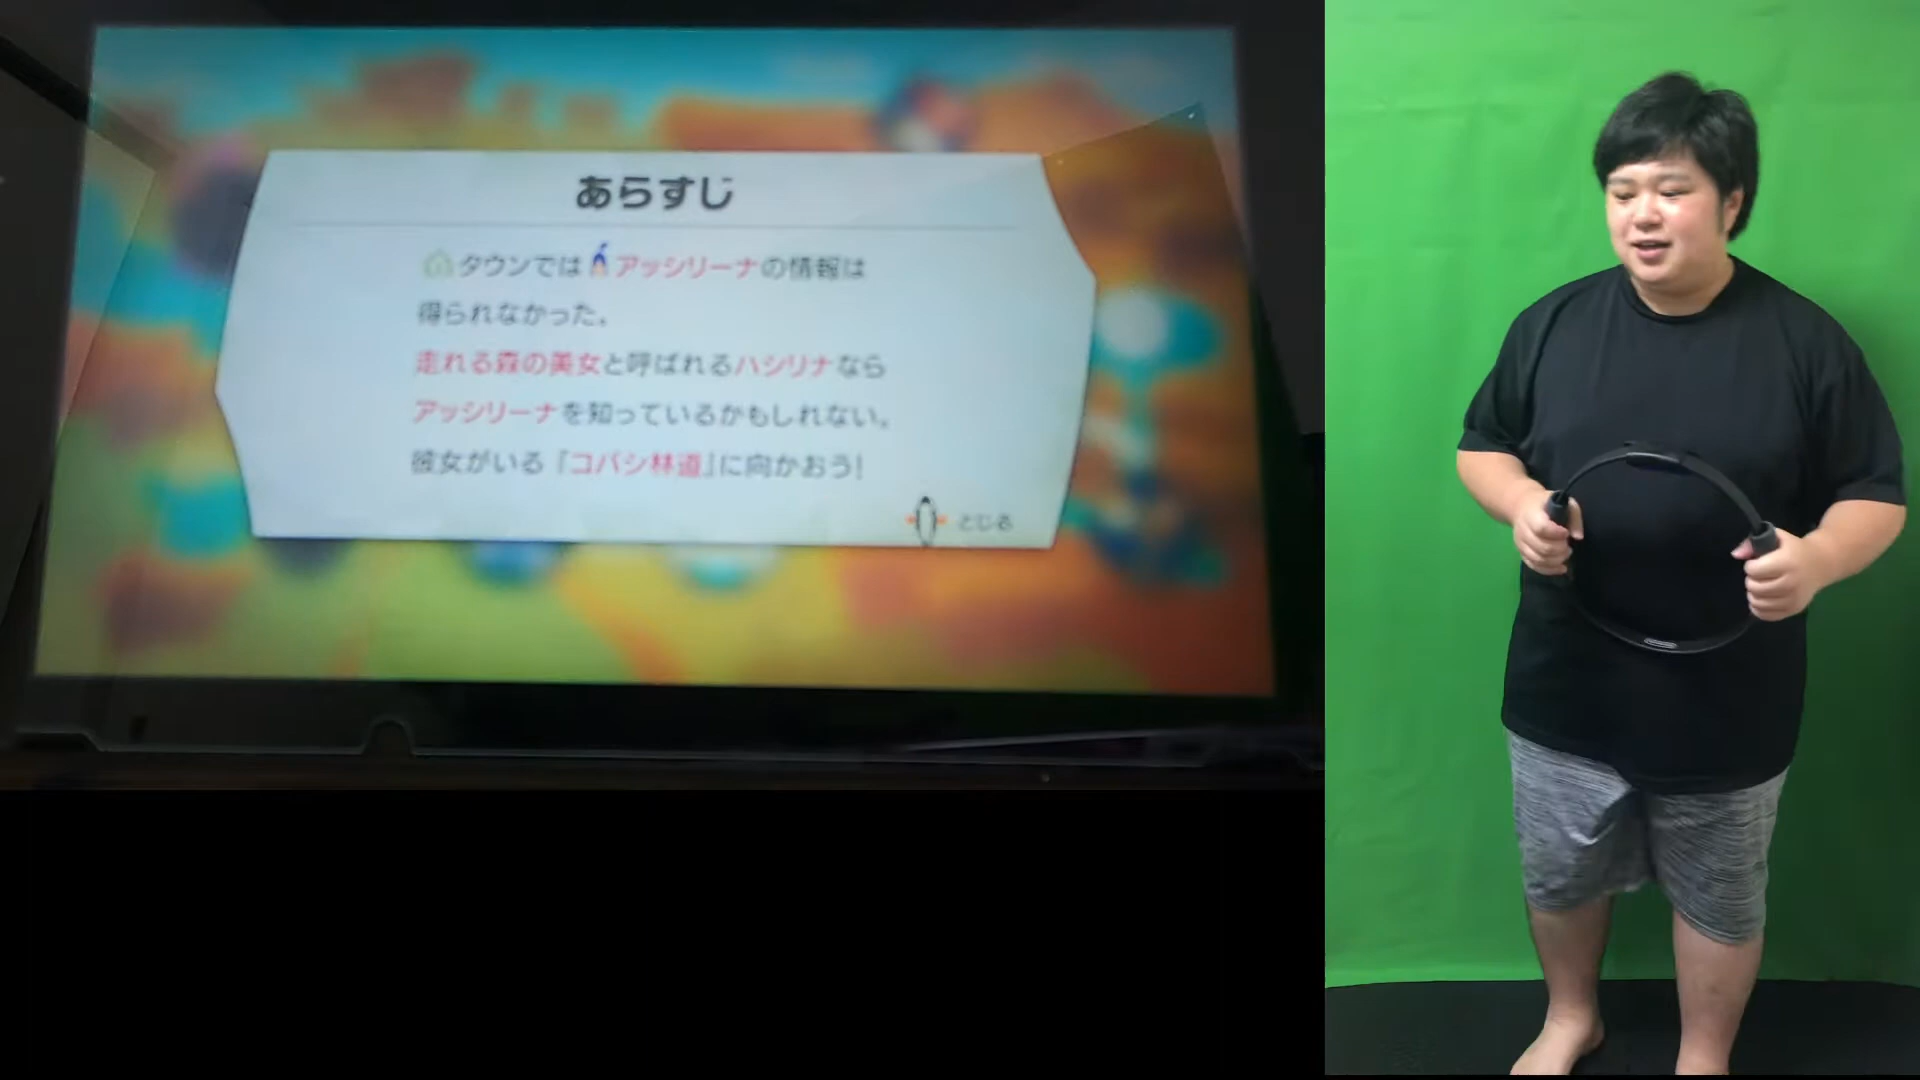 あらすじ
タウンではアッシリーナの情報は
得られなかった。
走れる森の美女と呼ばれるハシリナなら
アッシリーナを知っているかもしれない。
彼女がいる『コバシ林道』に向かおう!
とじる